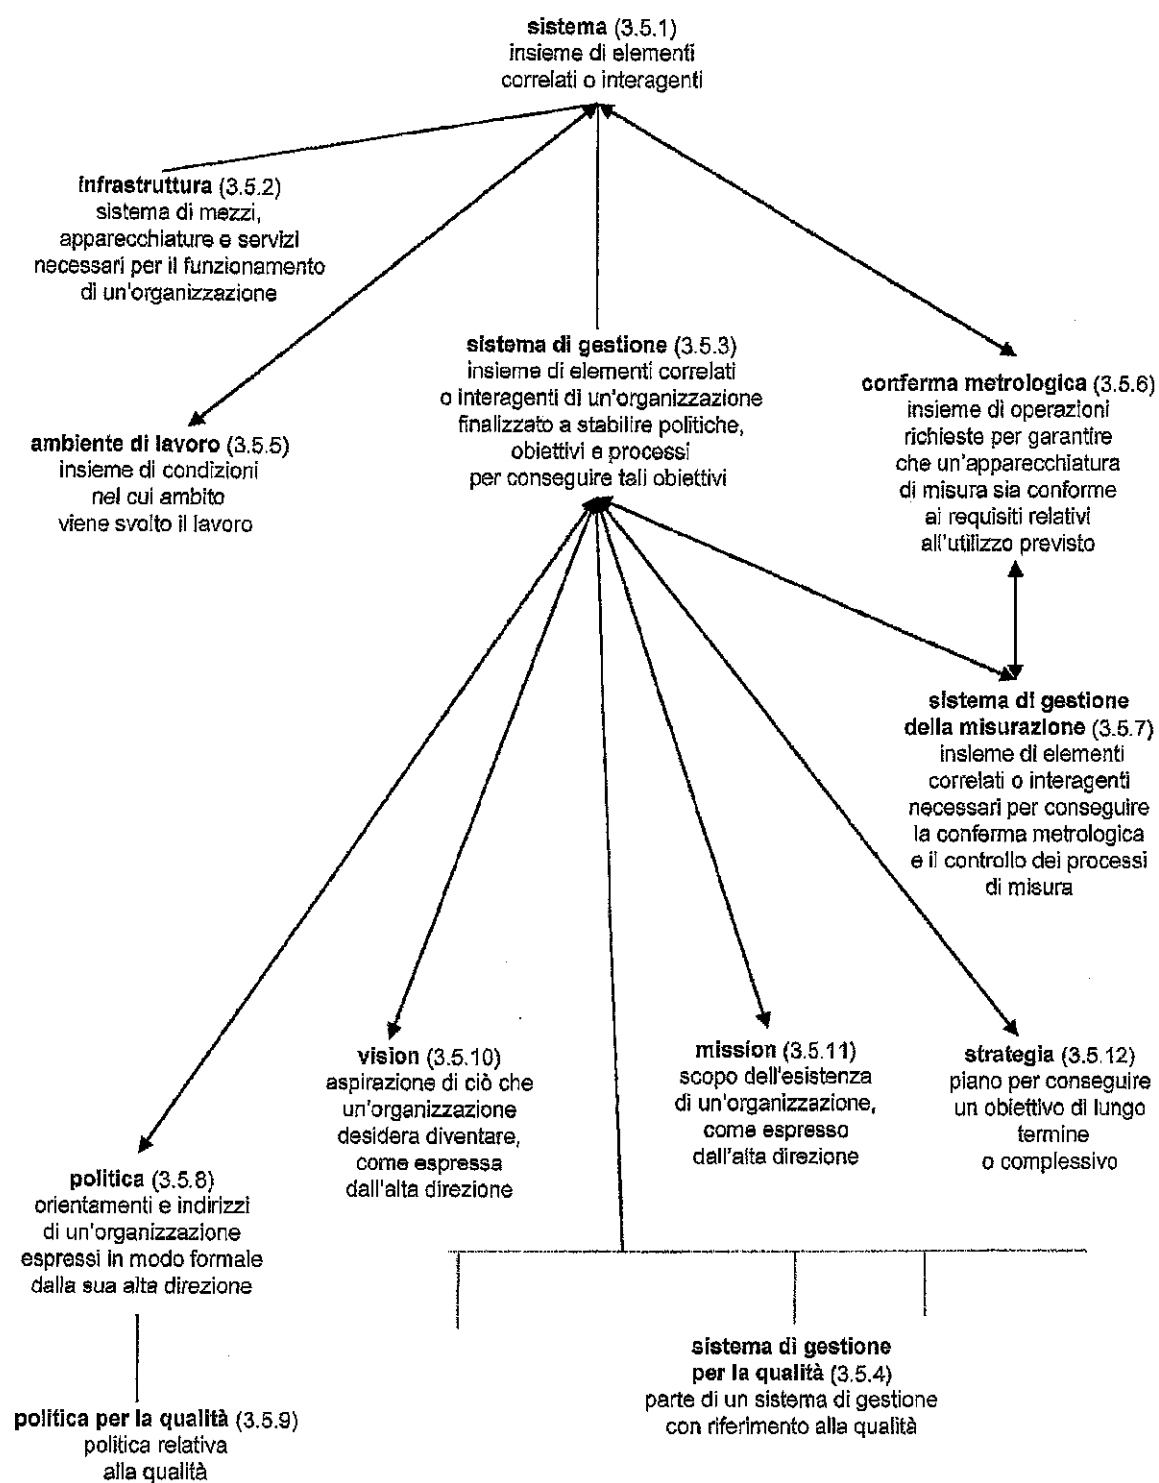 sistema (3.5.1)
insieme di elementi
correlati o interagenti
infrastruttura (3.5.2)
sistema di mezzi,
apparecchiature e servizi
necessari per il funzionamento
di un'organizzazione
sistema di gestione (3.5.3)
insieme di elementi correlati
o interagenti di un'organizzazione
finalizzato a stabilire politiche,
obiettivi e processi
per conseguire tali obiettivi
conferma metrologica (3.5.6)
insieme di operazioni
richieste per garantire
che un'apparecchiatura
di misura sia conforme
ai requisiti relativi
all'utilizzo previsto
ambiente di lavoro (3.5.5)
insieme di condizioni
nel cui ambito
viene svolto il lavoro
sistema di gestione
della misurazione (3.5.7)
insieme di elementi
correlati o interagenti
necessari per conseguire
la conferma metrologica
e il controllo dei processi
di misura
vision (3.5.10)
aspirazione di ciò che
un'organizzazione
desidera diventare,
come espressa
dall'alta direzione
mission (3.5.11)
scopo dell'esistenza
di un'organizzazione,
come espresso
dall'alta direzione
strategia (3.5.12)
piano per conseguire
un obiettivo di lungo
termine
o complessivo
politica (3.5.8)
orientamenti e indirizzi
di un'organizzazione
espressi in modo formale
dalla sua alta direzione
sistema di gestione
per la qualità (3.5.4)
parte di un sistema di gestione
con riferimento alla qualità
politica per la qualità (3.5.9)
politica relativa
alla qualità